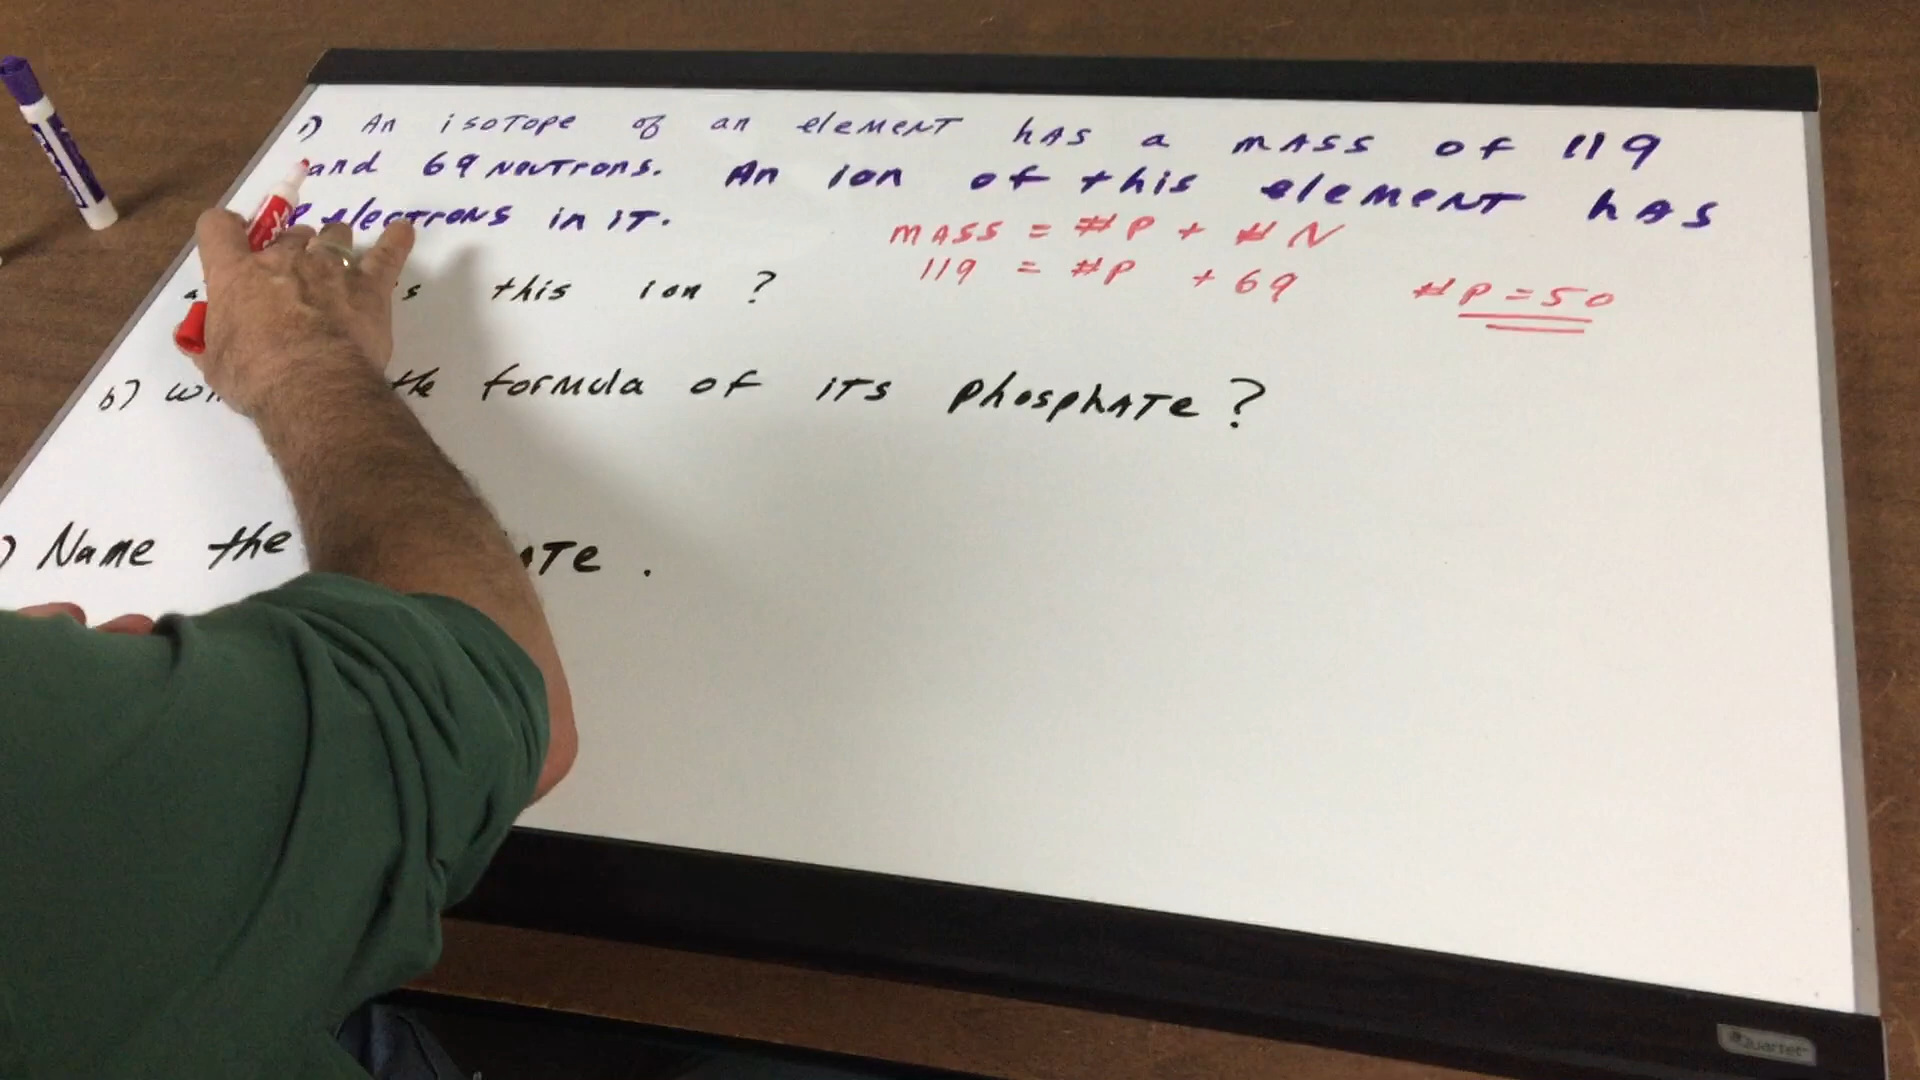 1) An isotope of an element has a mass of 119
and 69 neutrons. An ion of this element has
electrons in it.
mass = #P + #N
119 = #P + 69
#P = 50
this ion ?
b) the formula of its phosphate ?
) Name the .
Quartet